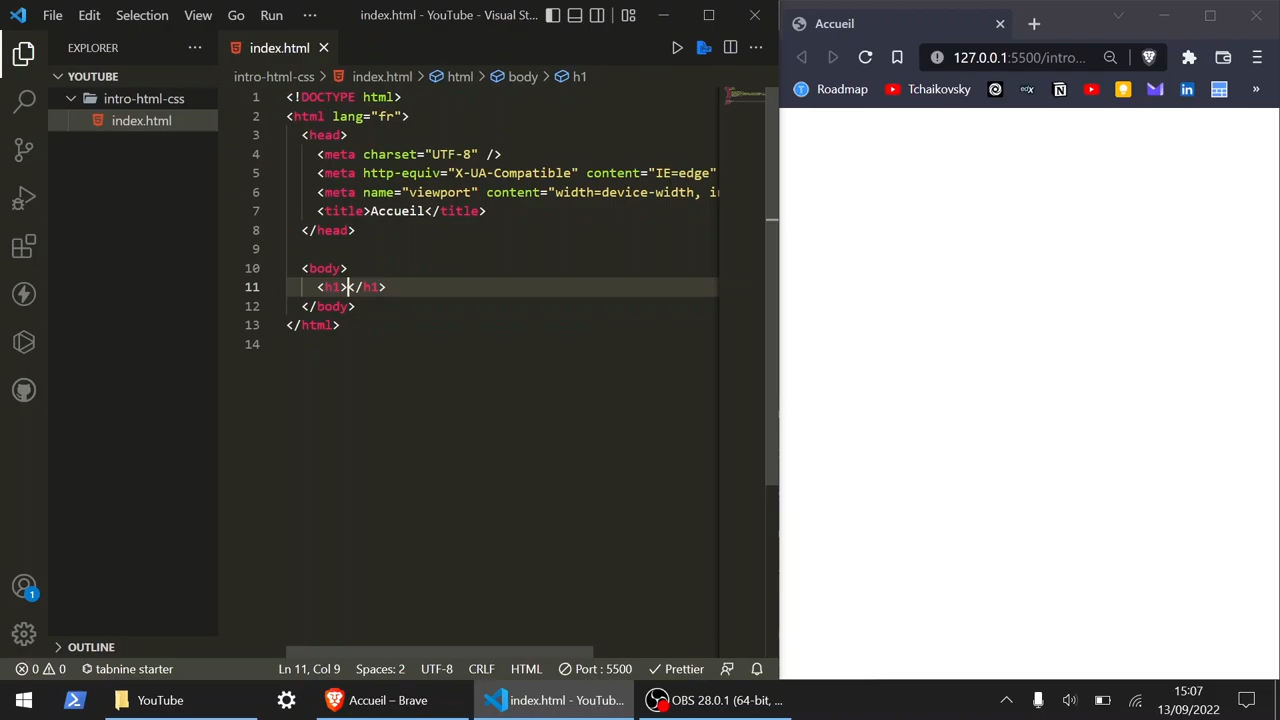 File Edit Selection View Go Run ··· index.html - YouTube - Visual St...
EXPLORER ···
YOUTUBE
intro-html-css
index.html
OUTLINE
index.html
intro-html-css > index.html > html > body > h1
1 <!DOCTYPE html>
2 <html lang="fr">
3 <head>
4 <meta charset="UTF-8" />
5 <meta http-equiv="X-UA-Compatible" content="IE=edge"
6 <meta name="viewport" content="width=device-width, in
7 <title>Accueil</title>
8 </head>
9
10 <body>
11 <h1></h1>
12 </body>
13 </html>
14
1
0 0 tabnine starter Ln 11, Col 9 Spaces: 2 UTF-8 CRLF HTML Port : 5500 Prettier
Accueil
127.0.0.1:5500/intro...
Roadmap Tchaikovsky »
YouTube Accueil – Brave index.html - YouTub... OBS 28.0.1 (64-bit, ...
15:07
13/09/2022